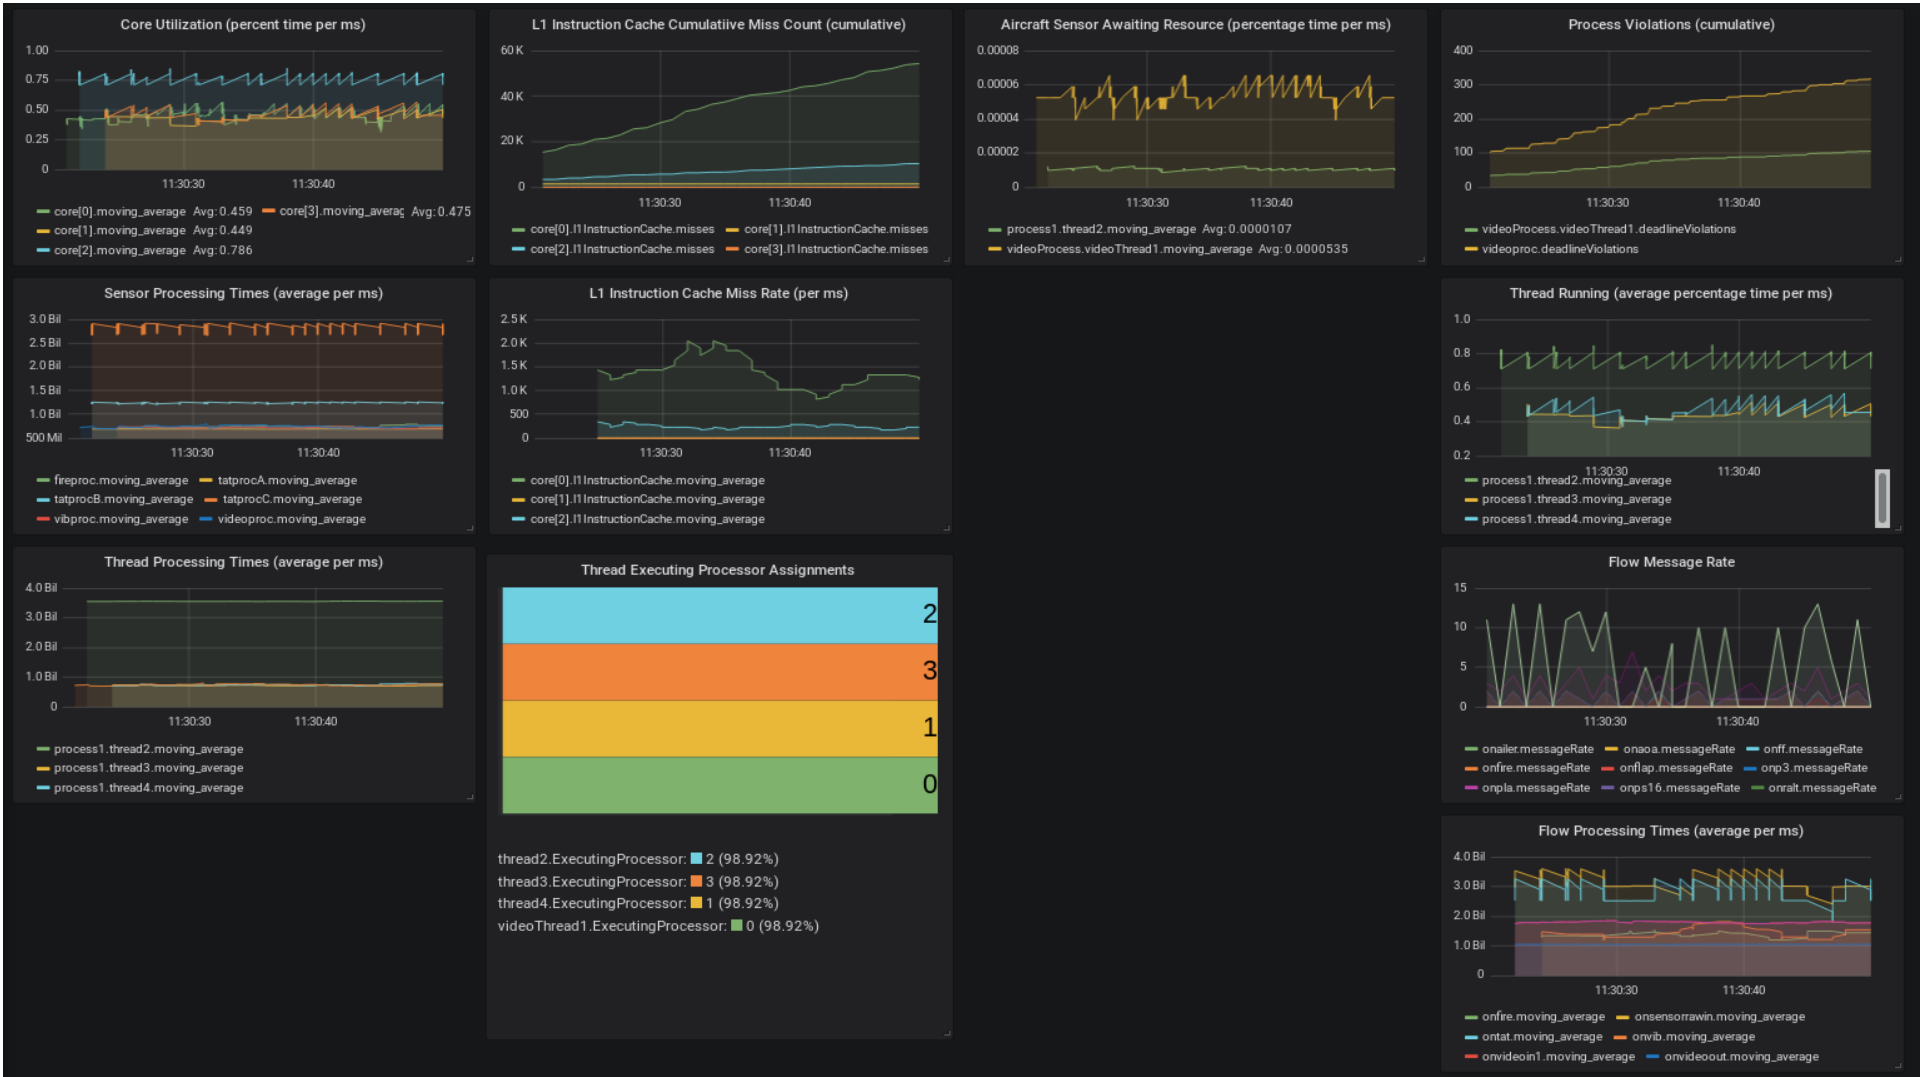 Core Utilization (percent time per ms)
1.00
0.75
0.50
0.25
0
11:30:30 11:30:40
core[0].moving_average Avg: 0.459 core[3].moving_averag Avg: 0.475
core[1].moving_average Avg: 0.449
core[2].moving_average Avg: 0.786
L1 Instruction Cache Cumulatiive Miss Count (cumulative)
60 K
40 K
20 K
0
11:30:30 11:30:40
core[0].l1InstructionCache.misses core[1].l1InstructionCache.misses
core[2].l1InstructionCache.misses core[3].l1InstructionCache.misses
Aircraft Sensor Awaiting Resource (percentage time per ms)
0.00008
0.00006
0.00004
0.00002
0
11:30:30 11:30:40
process1.thread2.moving_average Avg: 0.0000107
videoProcess.videoThread1.moving_average Avg: 0.0000535
Process Violations (cumulative)
400
300
200
100
0
11:30:30 11:30:40
videoProcess.videoThread1.deadlineViolations
videoproc.deadlineViolations
Sensor Processing Times (average per ms)
3.0 Bil
2.5 Bil
2.0 Bil
1.5 Bil
1.0 Bil
500 Mil
11:30:30 11:30:40
fireproc.moving_average tatprocA.moving_average
tatprocB.moving_average tatprocC.moving_average
vibproc.moving_average videoproc.moving_average
L1 Instruction Cache Miss Rate (per ms)
2.5 K
2.0 K
1.5 K
1.0 K
500
0
11:30:30 11:30:40
core[0].l1InstructionCache.moving_average
core[1].l1InstructionCache.moving_average
core[2].l1InstructionCache.moving_average
Thread Running (average percentage time per ms)
1.0
0.8
0.6
0.4
0.2
11:30:30 11:30:40
process1.thread2.moving_average
process1.thread3.moving_average
process1.thread4.moving_average
Thread Processing Times (average per ms)
4.0 Bil
3.0 Bil
2.0 Bil
1.0 Bil
0
11:30:30 11:30:40
process1.thread2.moving_average
process1.thread3.moving_average
process1.thread4.moving_average
Thread Executing Processor Assignments
2
3
1
0
thread2.ExecutingProcessor: 2 (98.92%)
thread3.ExecutingProcessor: 3 (98.92%)
thread4.ExecutingProcessor: 1 (98.92%)
videoThread1.ExecutingProcessor: 0 (98.92%)
Flow Message Rate
15
10
5
0
11:30:30 11:30:40
onailer.messageRate onaoa.messageRate onff.messageRate
onfire.messageRate onflap.messageRate onp3.messageRate
onpla.messageRate onps16.messageRate onralt.messageRate
Flow Processing Times (average per ms)
4.0 Bil
3.0 Bil
2.0 Bil
1.0 Bil
0
11:30:30 11:30:40
onfire.moving_average onsensorrawin.moving_average
ontat.moving_average onvib.moving_average
onvideoin1.moving_average onvideoout.moving_average